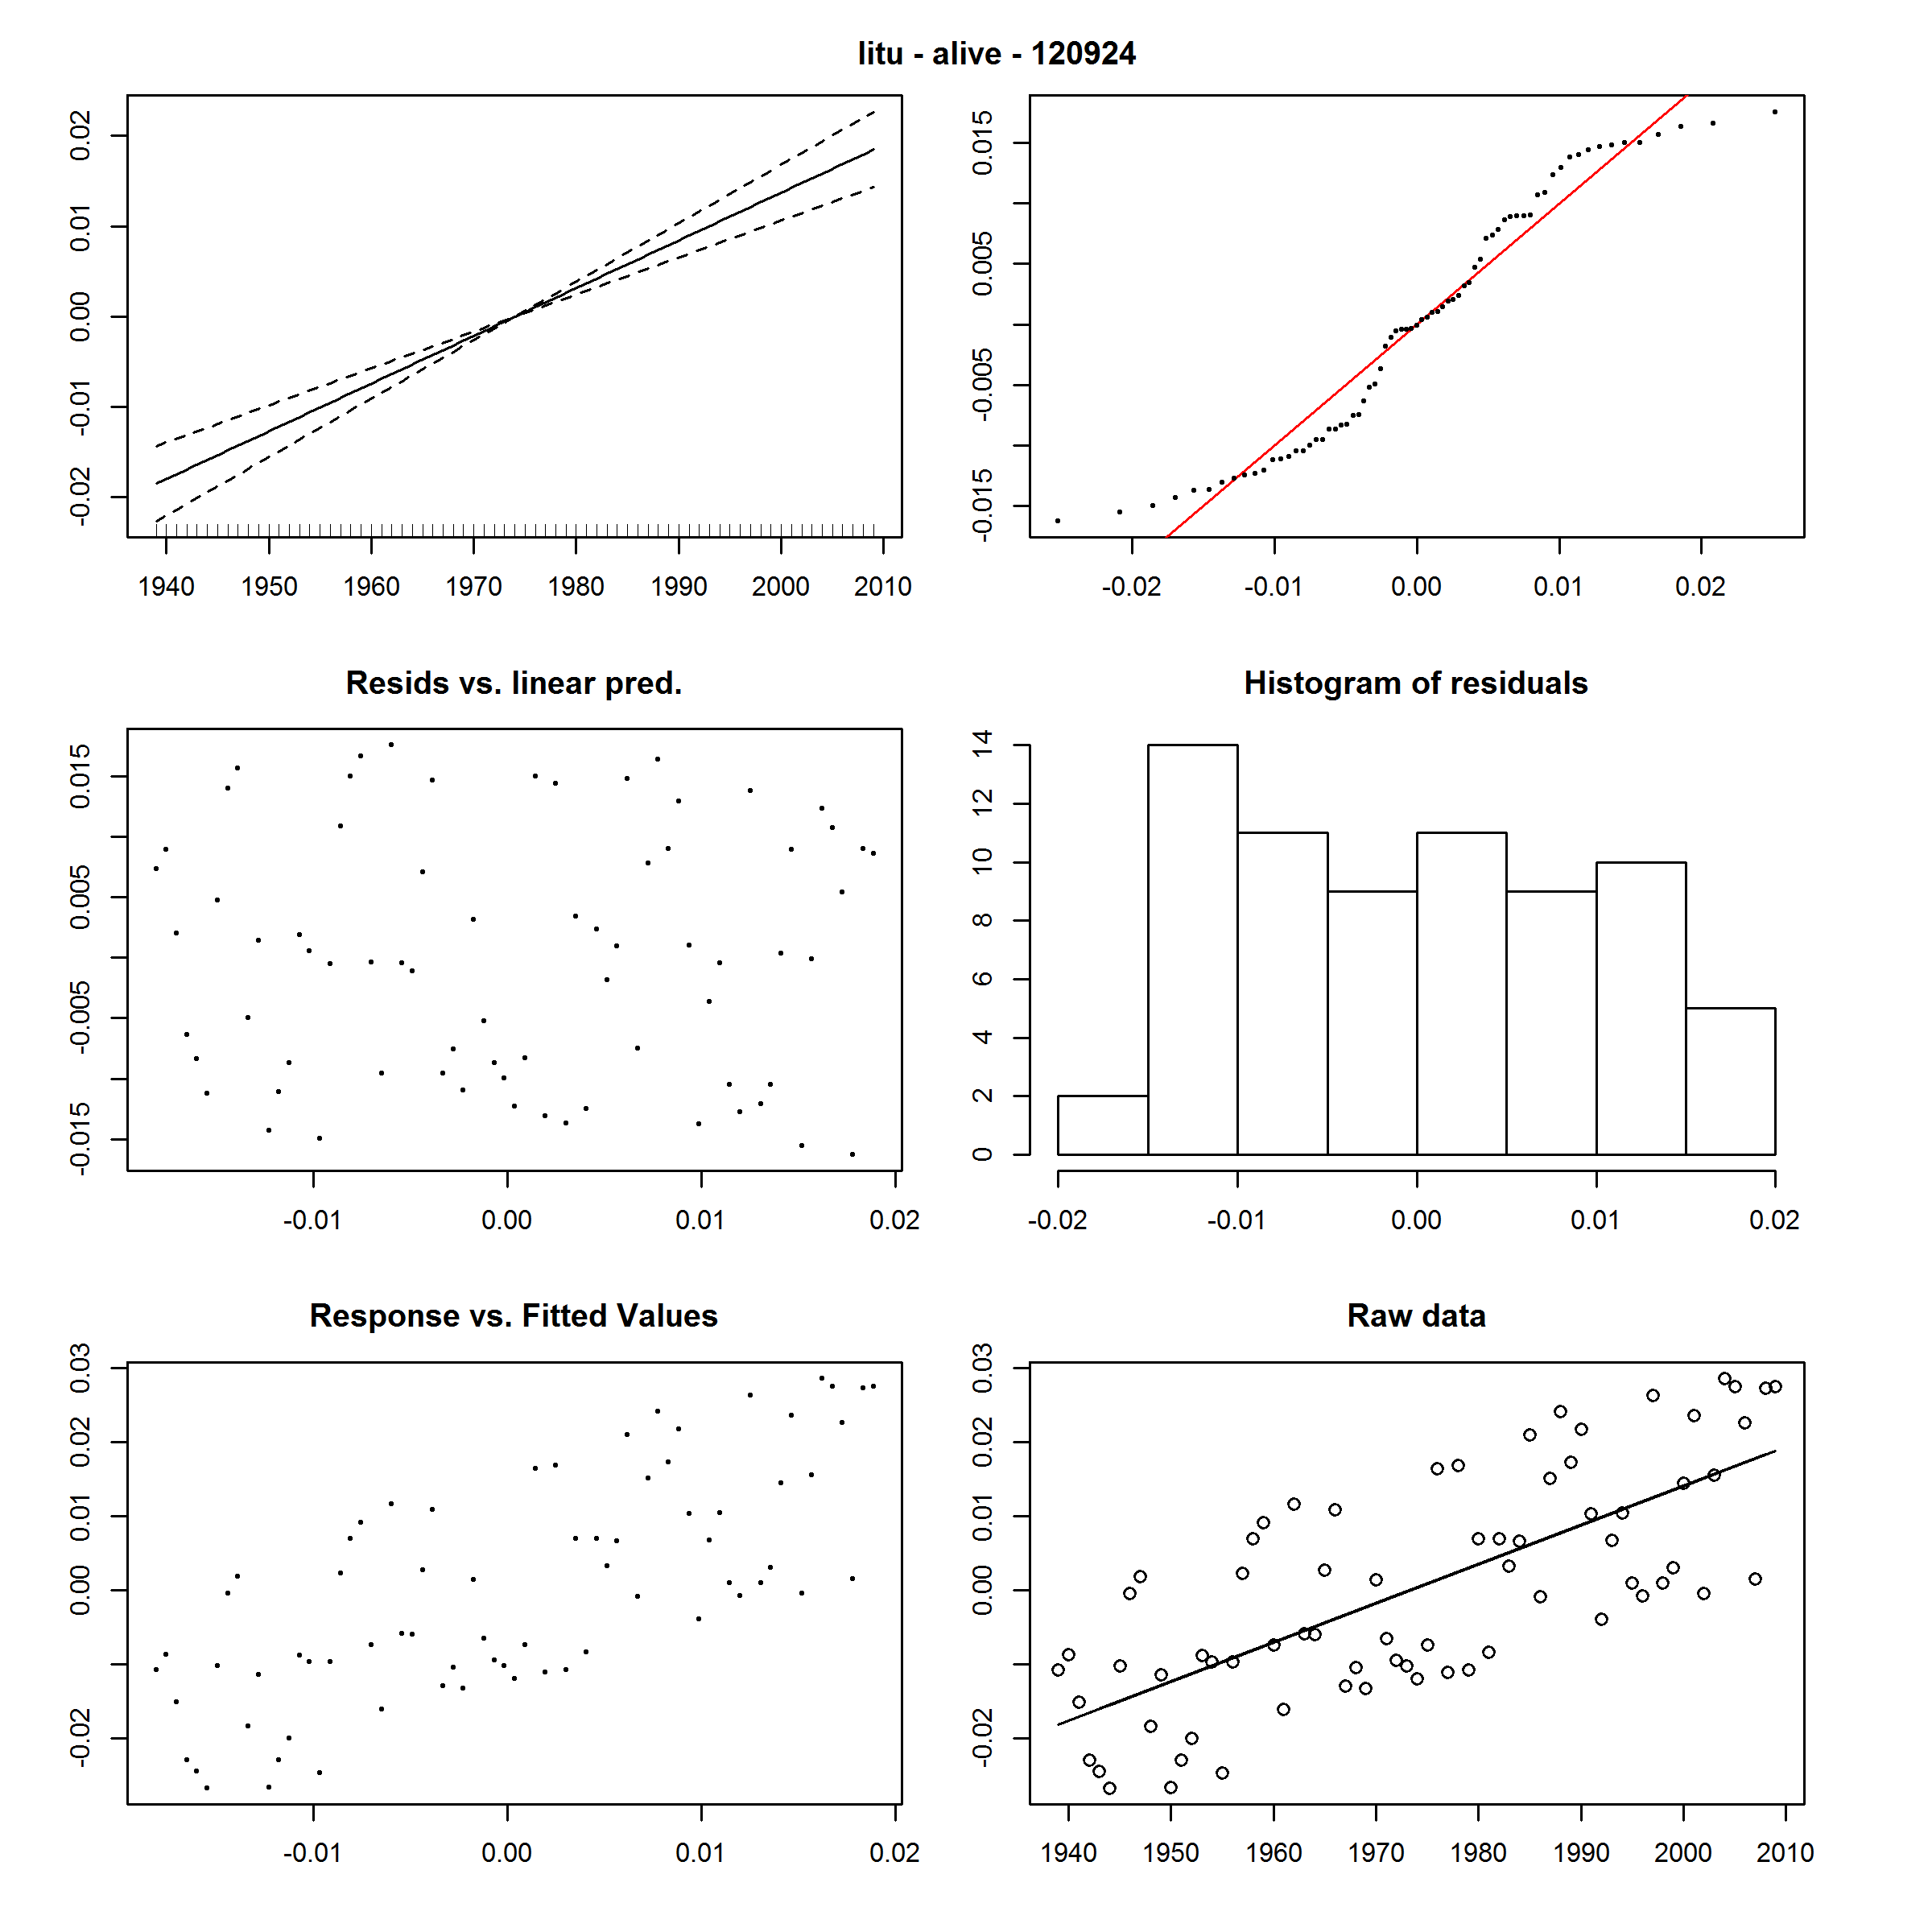 litu - alive - 120924
0.02
0.01
0.00
-0.01
-0.02
1940 1950 1960 1970 1980 1990 2000 2010
0.015
0.005
-0.005
-0.015
-0.02 -0.01 0.00 0.01 0.02
Resids vs. linear pred.
0.015
0.005
-0.005
-0.015
-0.01 0.00 0.01 0.02
Histogram of residuals
14
12
10
8
6
4
2
0
-0.02 -0.01 0.00 0.01 0.02
Response vs. Fitted Values
0.03
0.02
0.01
0.00
-0.02
-0.01 0.00 0.01 0.02
Raw data
0.03
0.02
0.01
0.00
-0.02
1940 1950 1960 1970 1980 1990 2000 2010